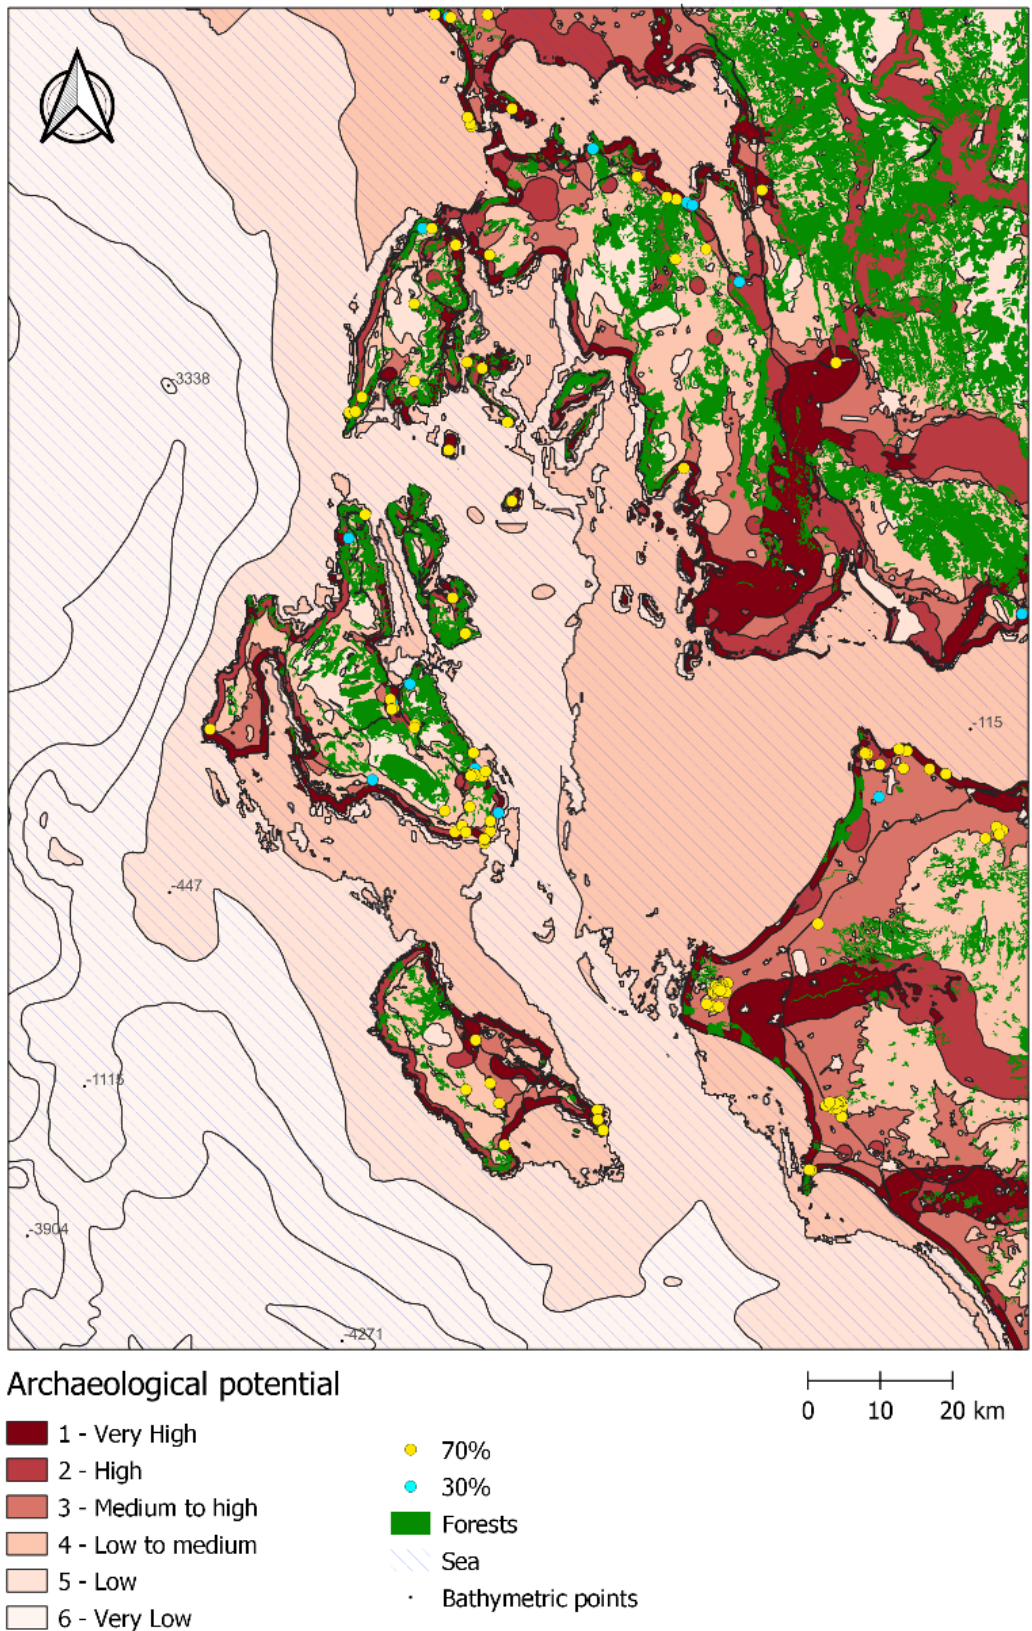 -3338
-115
-447
-1115
-3904
-4271
Archaeological potential
1 - Very High
2 - High
3 - Medium to high
4 - Low to medium
5 - Low
6 - Very Low
70%
30%
Forests
Sea
Bathymetric points
0 10 20 km